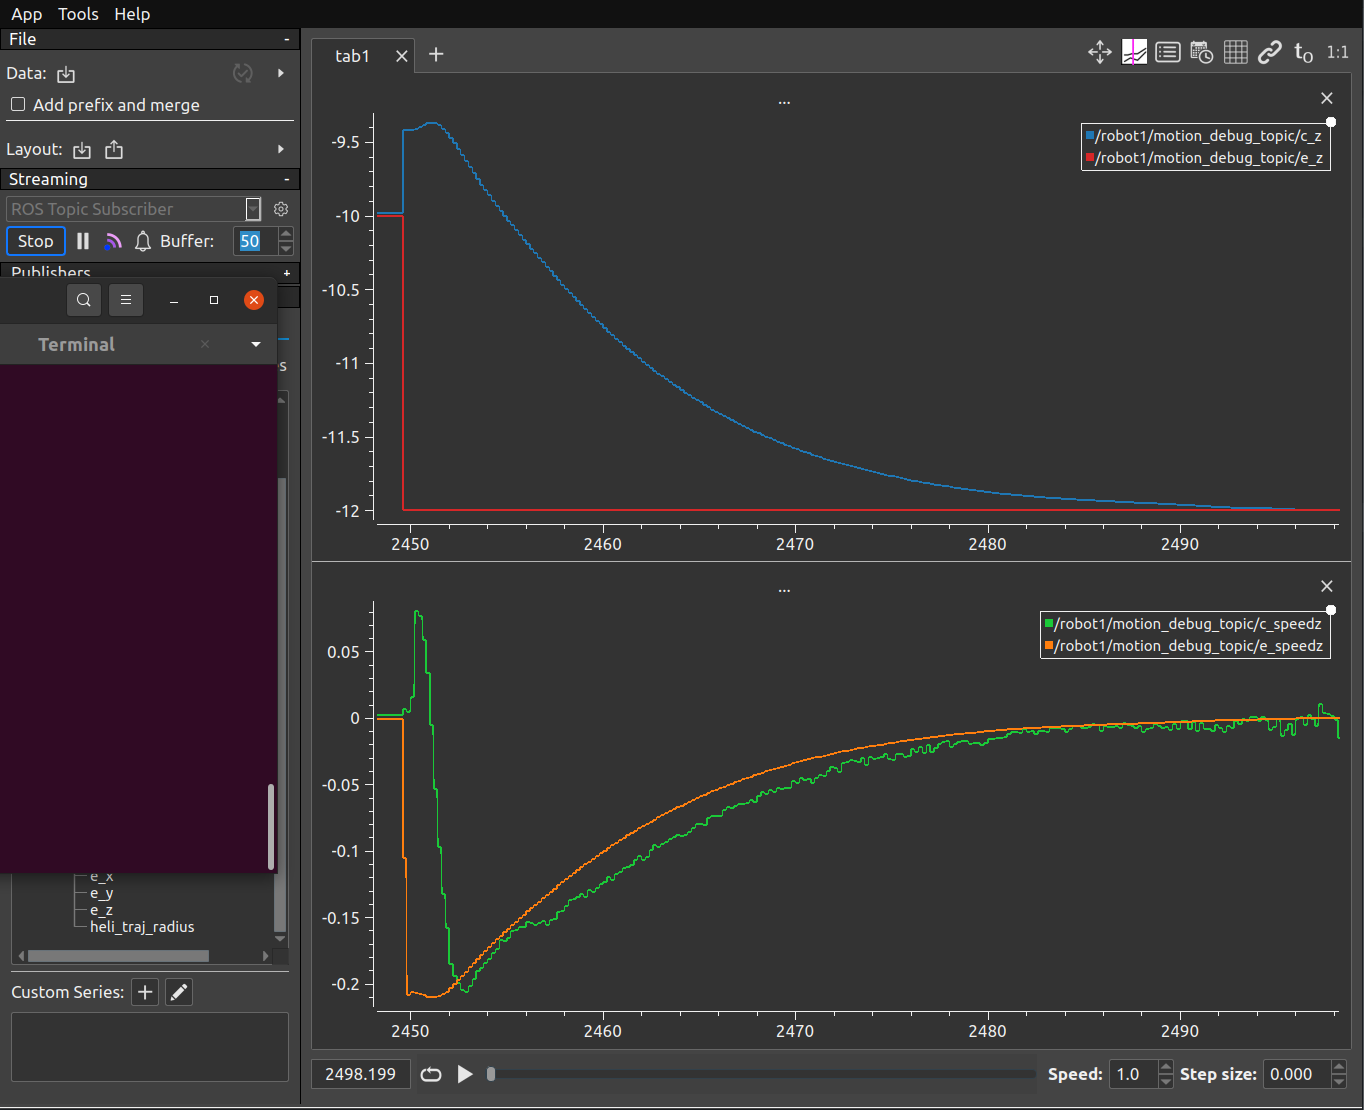 App Tools Help
File -
Data:
Add prefix and merge
Layout:
Streaming -
ROS Topic Subscriber
Stop Buffer: 50
Publishers +
Terminal
s
e_x
e_y
e_z
heli_traj_radius
Custom Series:
tab1
t0 1:1
...
/robot1/motion_debug_topic/c_z
/robot1/motion_debug_topic/e_z
-9.5
-10
-10.5
-11
-11.5
-12
2450 2460 2470 2480 2490
...
/robot1/motion_debug_topic/c_speedz
/robot1/motion_debug_topic/e_speedz
0.05
0
-0.05
-0.1
-0.15
-0.2
2450 2460 2470 2480 2490
2498.199 Speed: 1.0 Step size: 0.000